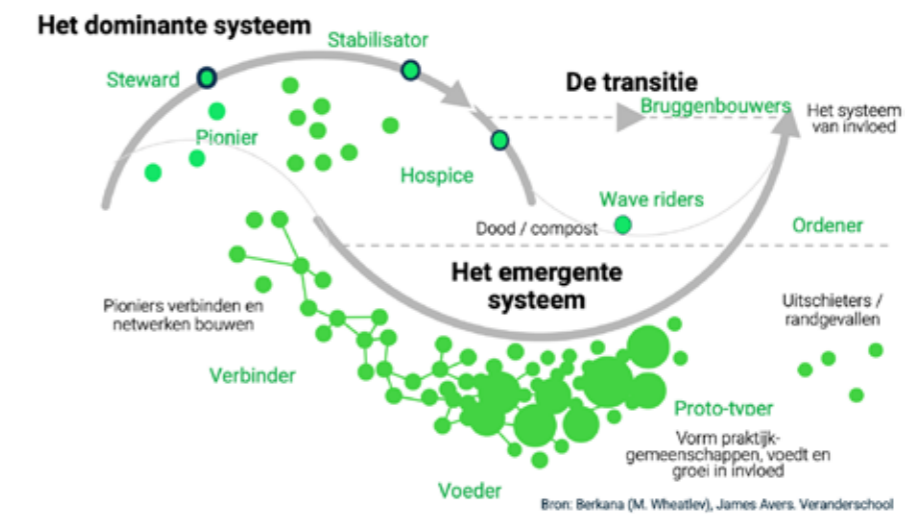 Het dominante systeem
Stabilisator
Steward
De transitie
Bruggenbouwers
Het systeem
van invloed
Pionier
Hospice
Wave riders
Dood / compost
Ordener
Het emergente
systeem
Pioniers verbinden en
netwerken bouwen
Uitschieters /
randgevallen
Verbinder
Proto-typer
Vorm praktijk-
gemeenschappen, voedt en
groei in invloed
Voeder
Bron: Berkana (M. Wheatley), James Ayers. Veranderschool